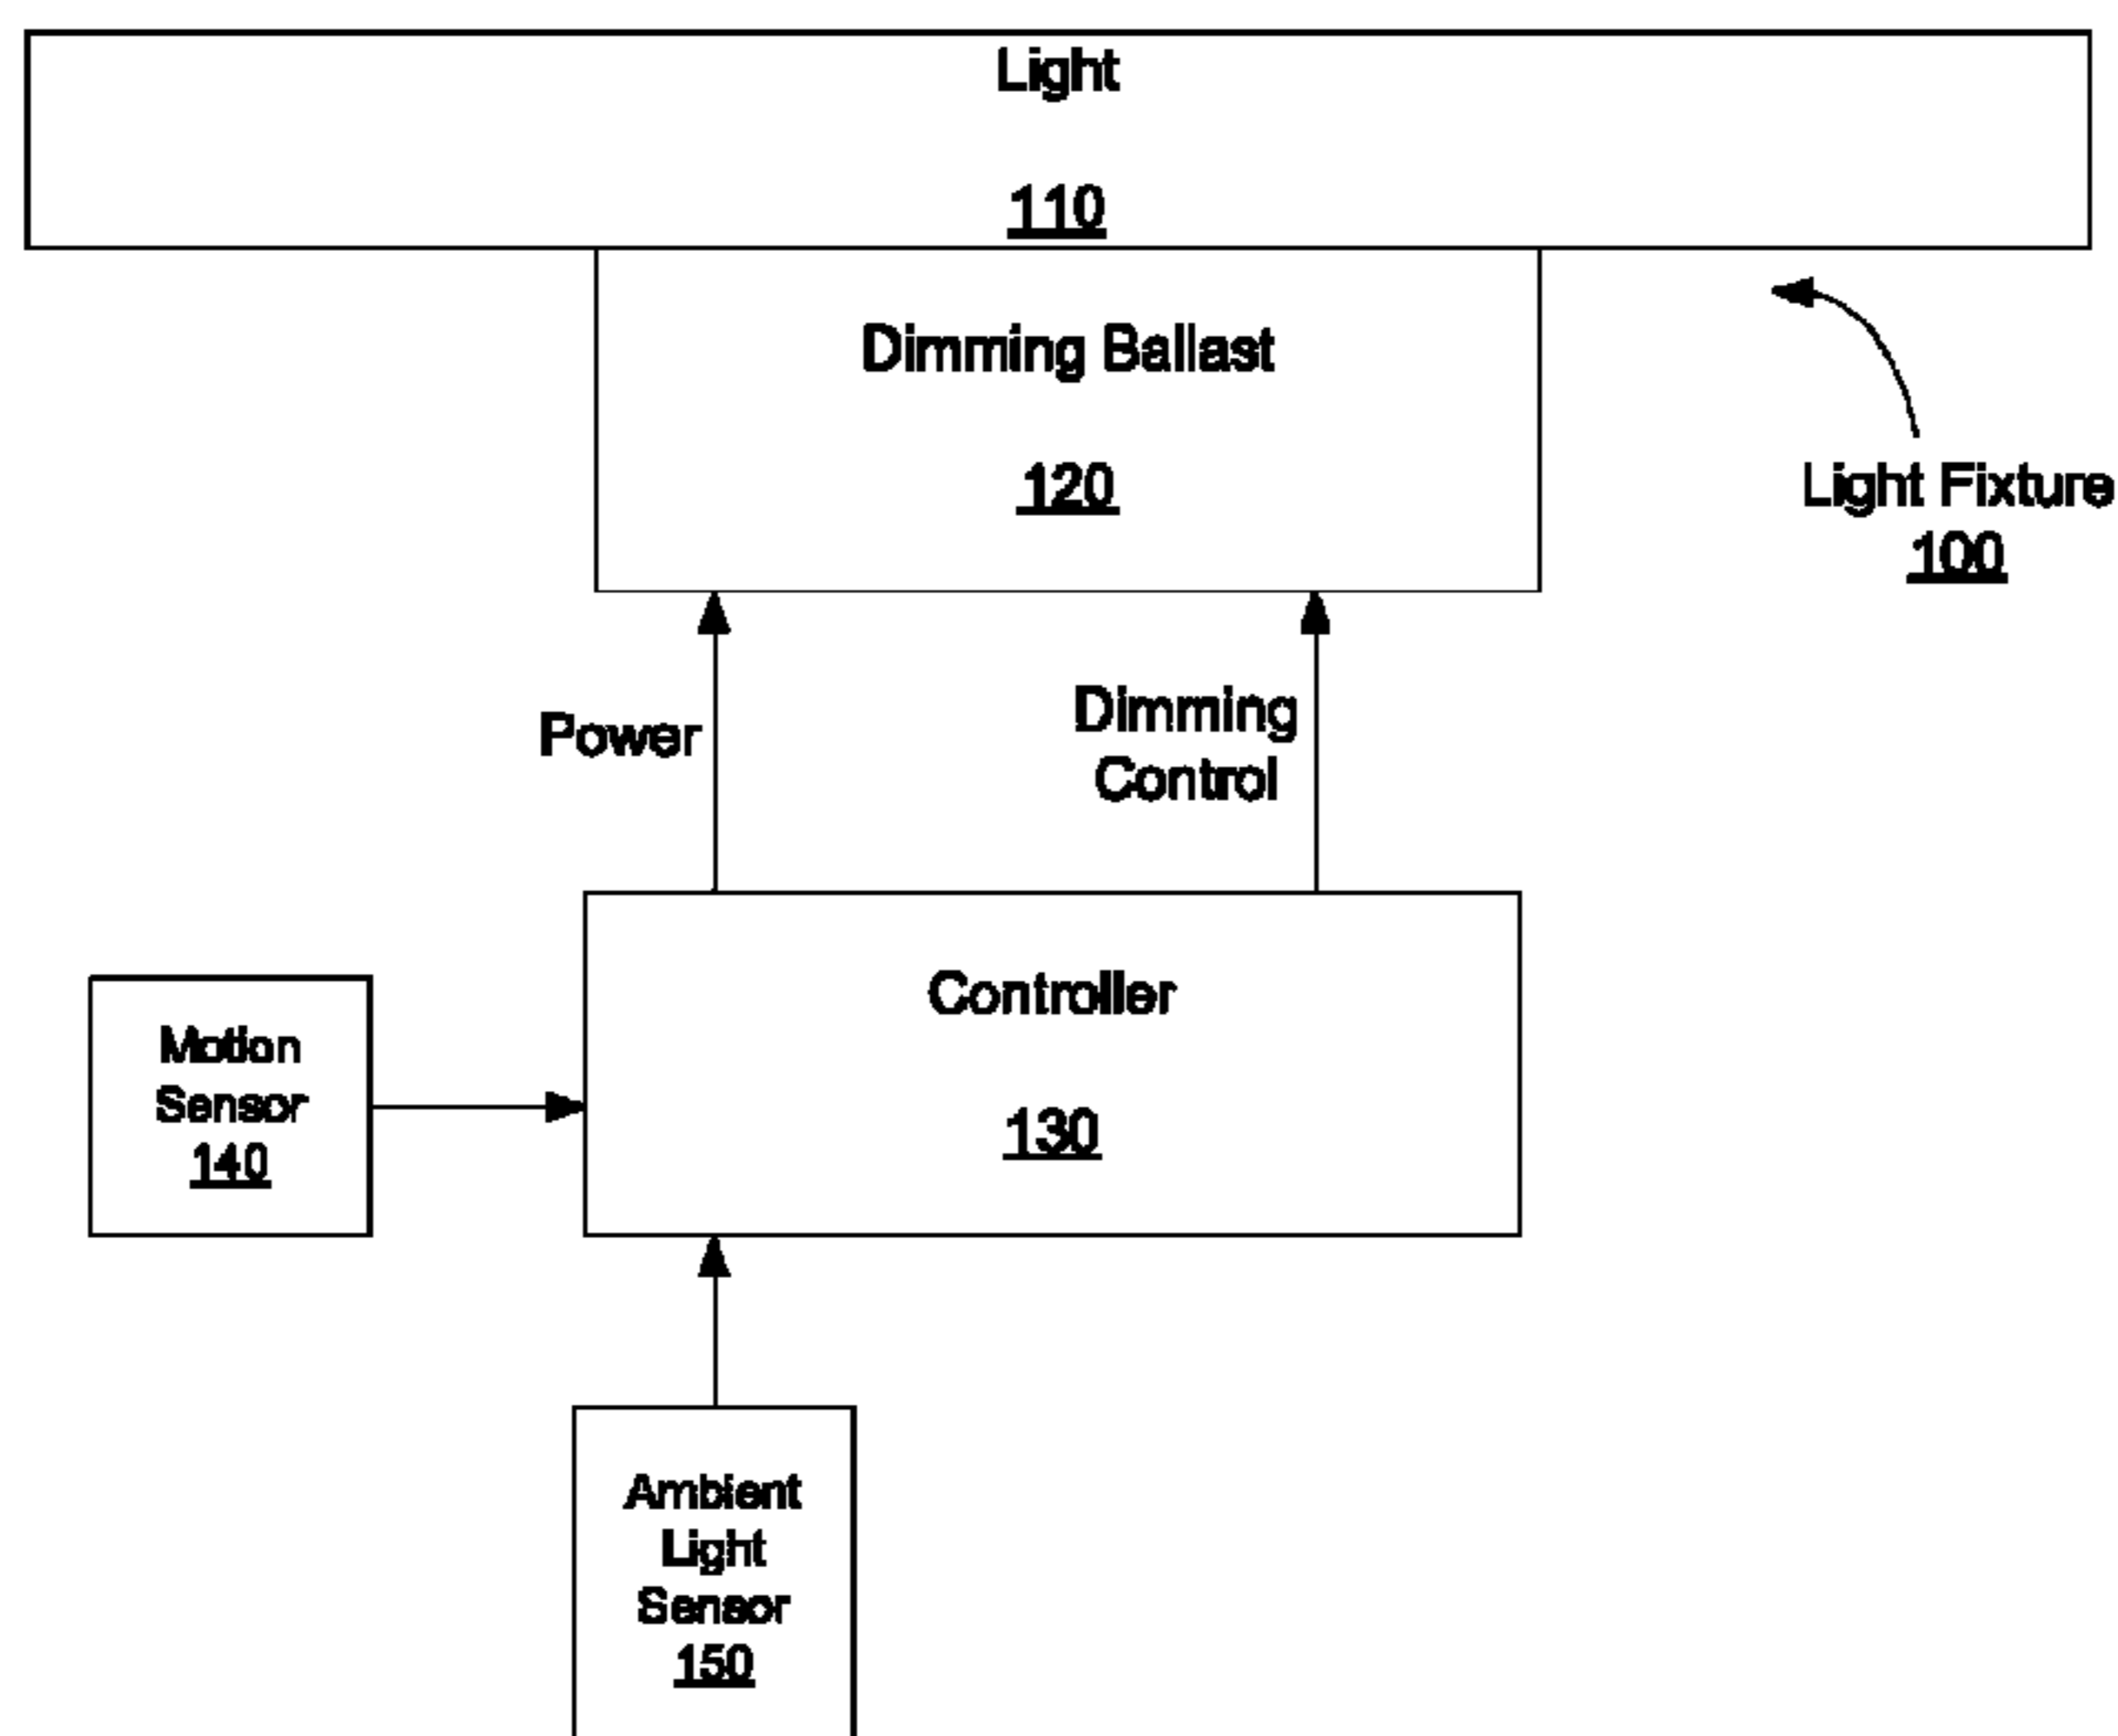 Light
110
Dimming Ballast
120
Light Fixture
100
Power
Dimming
Control
Controller
130
Motion
Sensor
140
Ambient
Light
Sensor
150